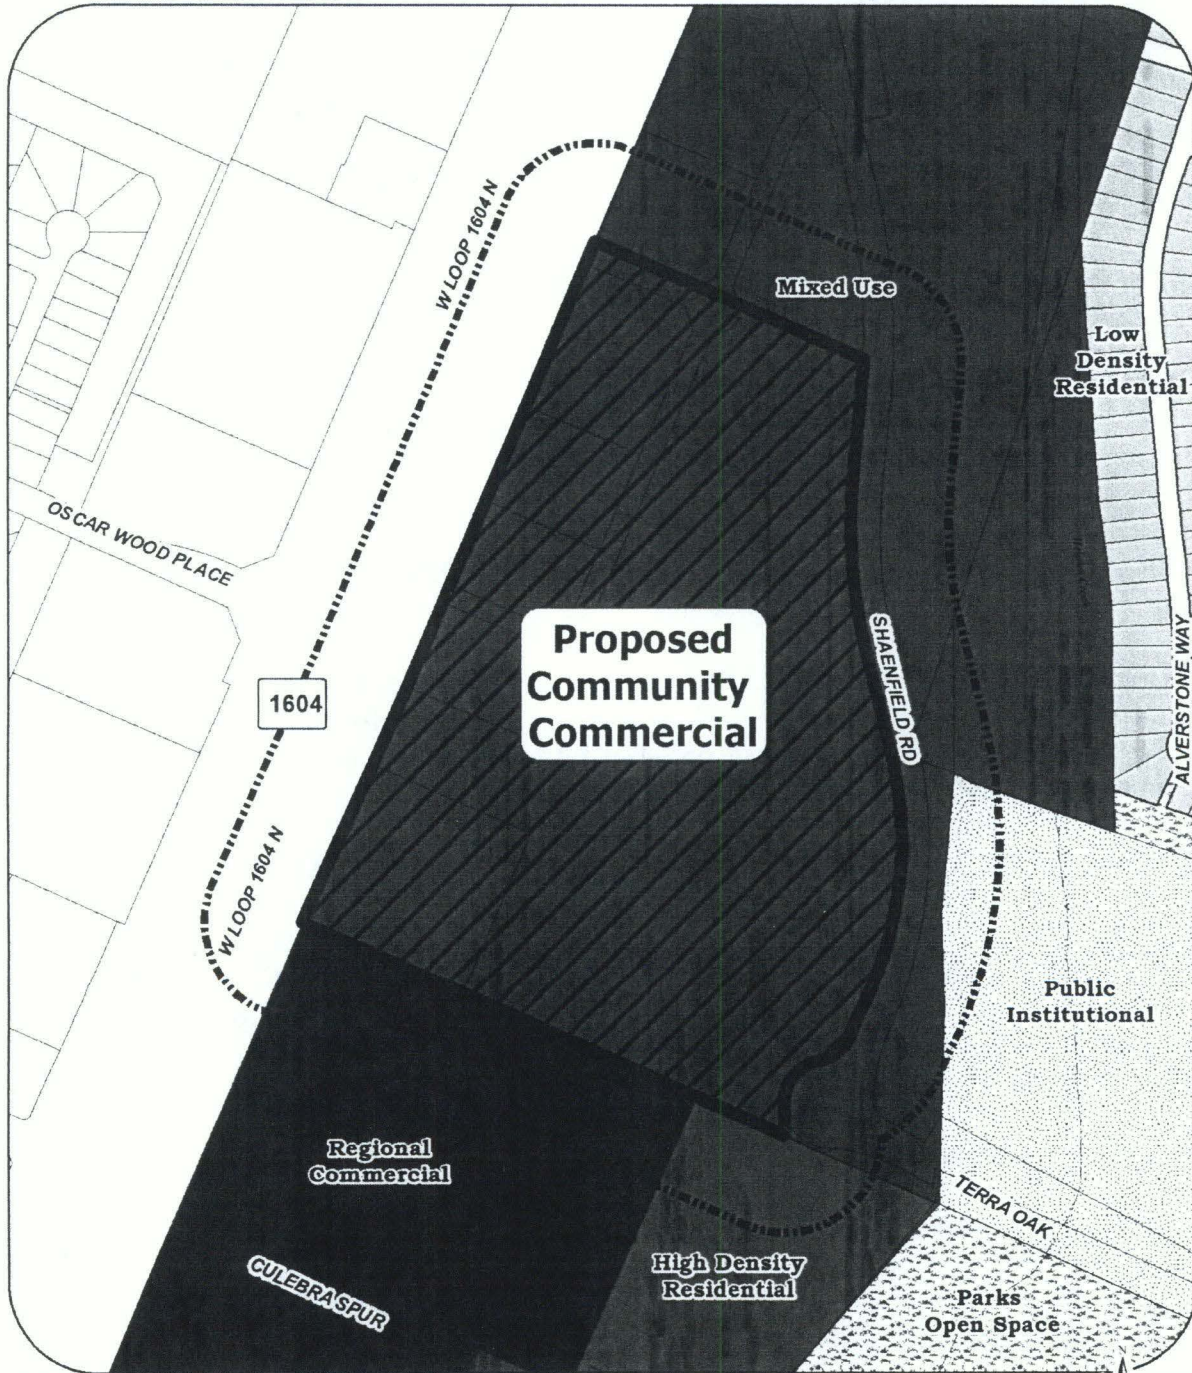 W LOOP 1604 N
Mixed Use
Low
Density
Residential
OSCAR WOOD PLACE
Proposed
Community
Commercial
SHAENFIELD RD
1604
ALVERSTONE WAY
W LOOP 1604 N
Public
Institutional
Regional
Commercial
TERRA OAK
CULEBRA SPUR
High Density
Residential
Parks
Open Space